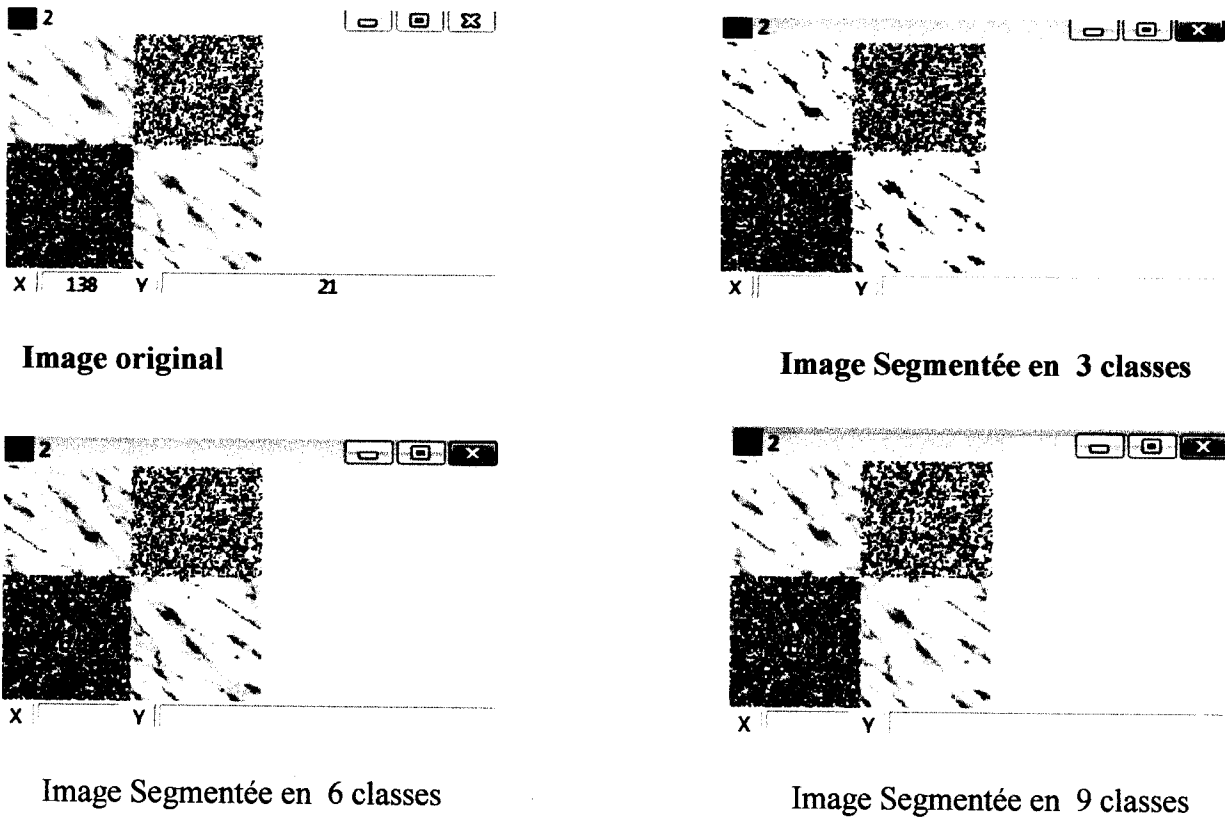 2
2
X 138 Y 21
X Y
Image original
Image Segmentée en 3 classes
2
2
X Y
X Y
Image Segmentée en 6 classes
Image Segmentée en 9 classes